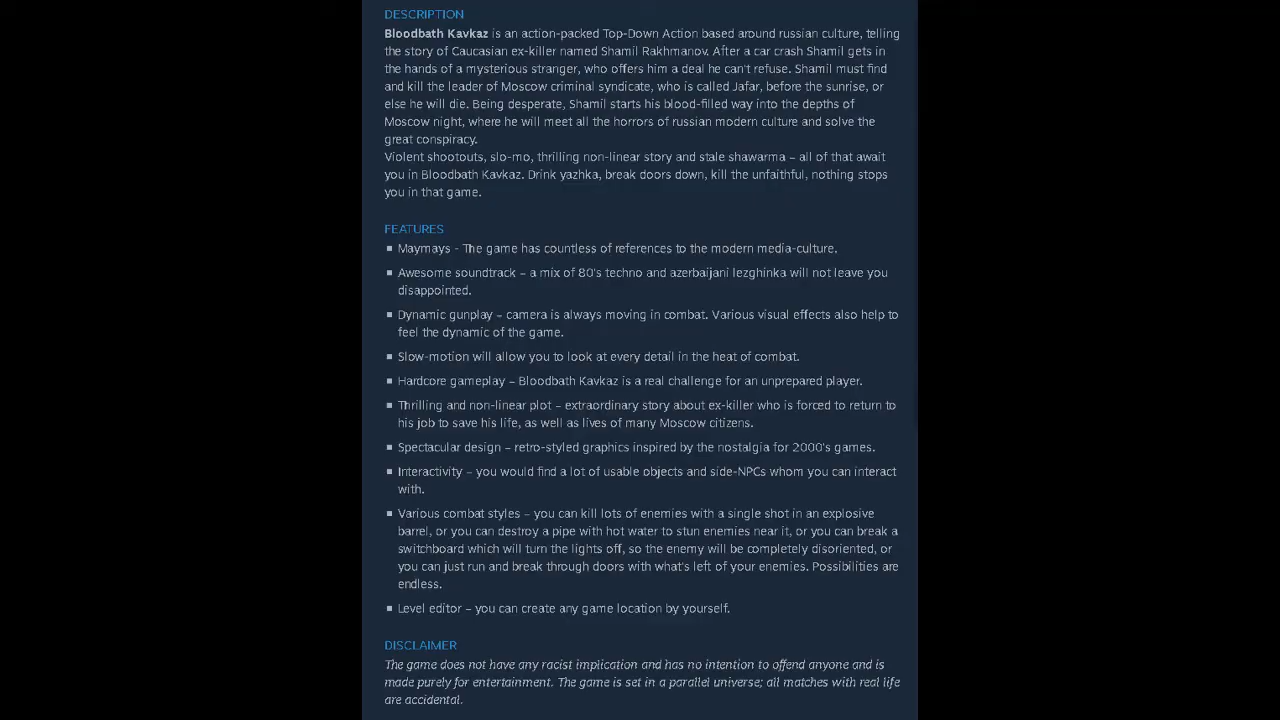 DESCRIPTION
Bloodbath Kavkaz is an action-packed Top-Down Action based around russian culture, telling
the story of Caucasian ex-killer named Shamil Rakhmanov. After a car crash Shamil gets in
the hands of a mysterious stranger, who offers him a deal he can't refuse. Shamil must find
and kill the leader of Moscow criminal syndicate, who is called Jafar, before the sunrise, or
else he will die. Being desperate, Shamil starts his blood-filled way into the depths of
Moscow night, where he will meet all the horrors of russian modern culture and solve the
great conspiracy.
Violent shootouts, slo-mo, thrilling non-linear story and stale shawarma – all of that await
you in Bloodbath Kavkaz. Drink yazhka, break doors down, kill the unfaithful, nothing stops
you in that game.
FEATURES
▪ Maymays - The game has countless of references to the modern media-culture.
▪ Awesome soundtrack – a mix of 80's techno and azerbaijani lezghinka will not leave you
disappointed.
▪ Dynamic gunplay – camera is always moving in combat. Various visual effects also help to
feel the dynamic of the game.
▪ Slow-motion will allow you to look at every detail in the heat of combat.
▪ Hardcore gameplay – Bloodbath Kavkaz is a real challenge for an unprepared player.
▪ Thrilling and non-linear plot – extraordinary story about ex-killer who is forced to return to
his job to save his life, as well as lives of many Moscow citizens.
▪ Spectacular design – retro-styled graphics inspired by the nostalgia for 2000's games.
▪ Interactivity – you would find a lot of usable objects and side-NPCs whom you can interact
with.
▪ Various combat styles – you can kill lots of enemies with a single shot in an explosive
barrel, or you can destroy a pipe with hot water to stun enemies near it, or you can break a
switchboard which will turn the lights off, so the enemy will be completely disoriented, or
you can just run and break through doors with what's left of your enemies. Possibilities are
endless.
▪ Level editor – you can create any game location by yourself.
DISCLAIMER
The game does not have any racist implication and has no intention to offend anyone and is
made purely for entertainment. The game is set in a parallel universe; all matches with real life
are accidental.